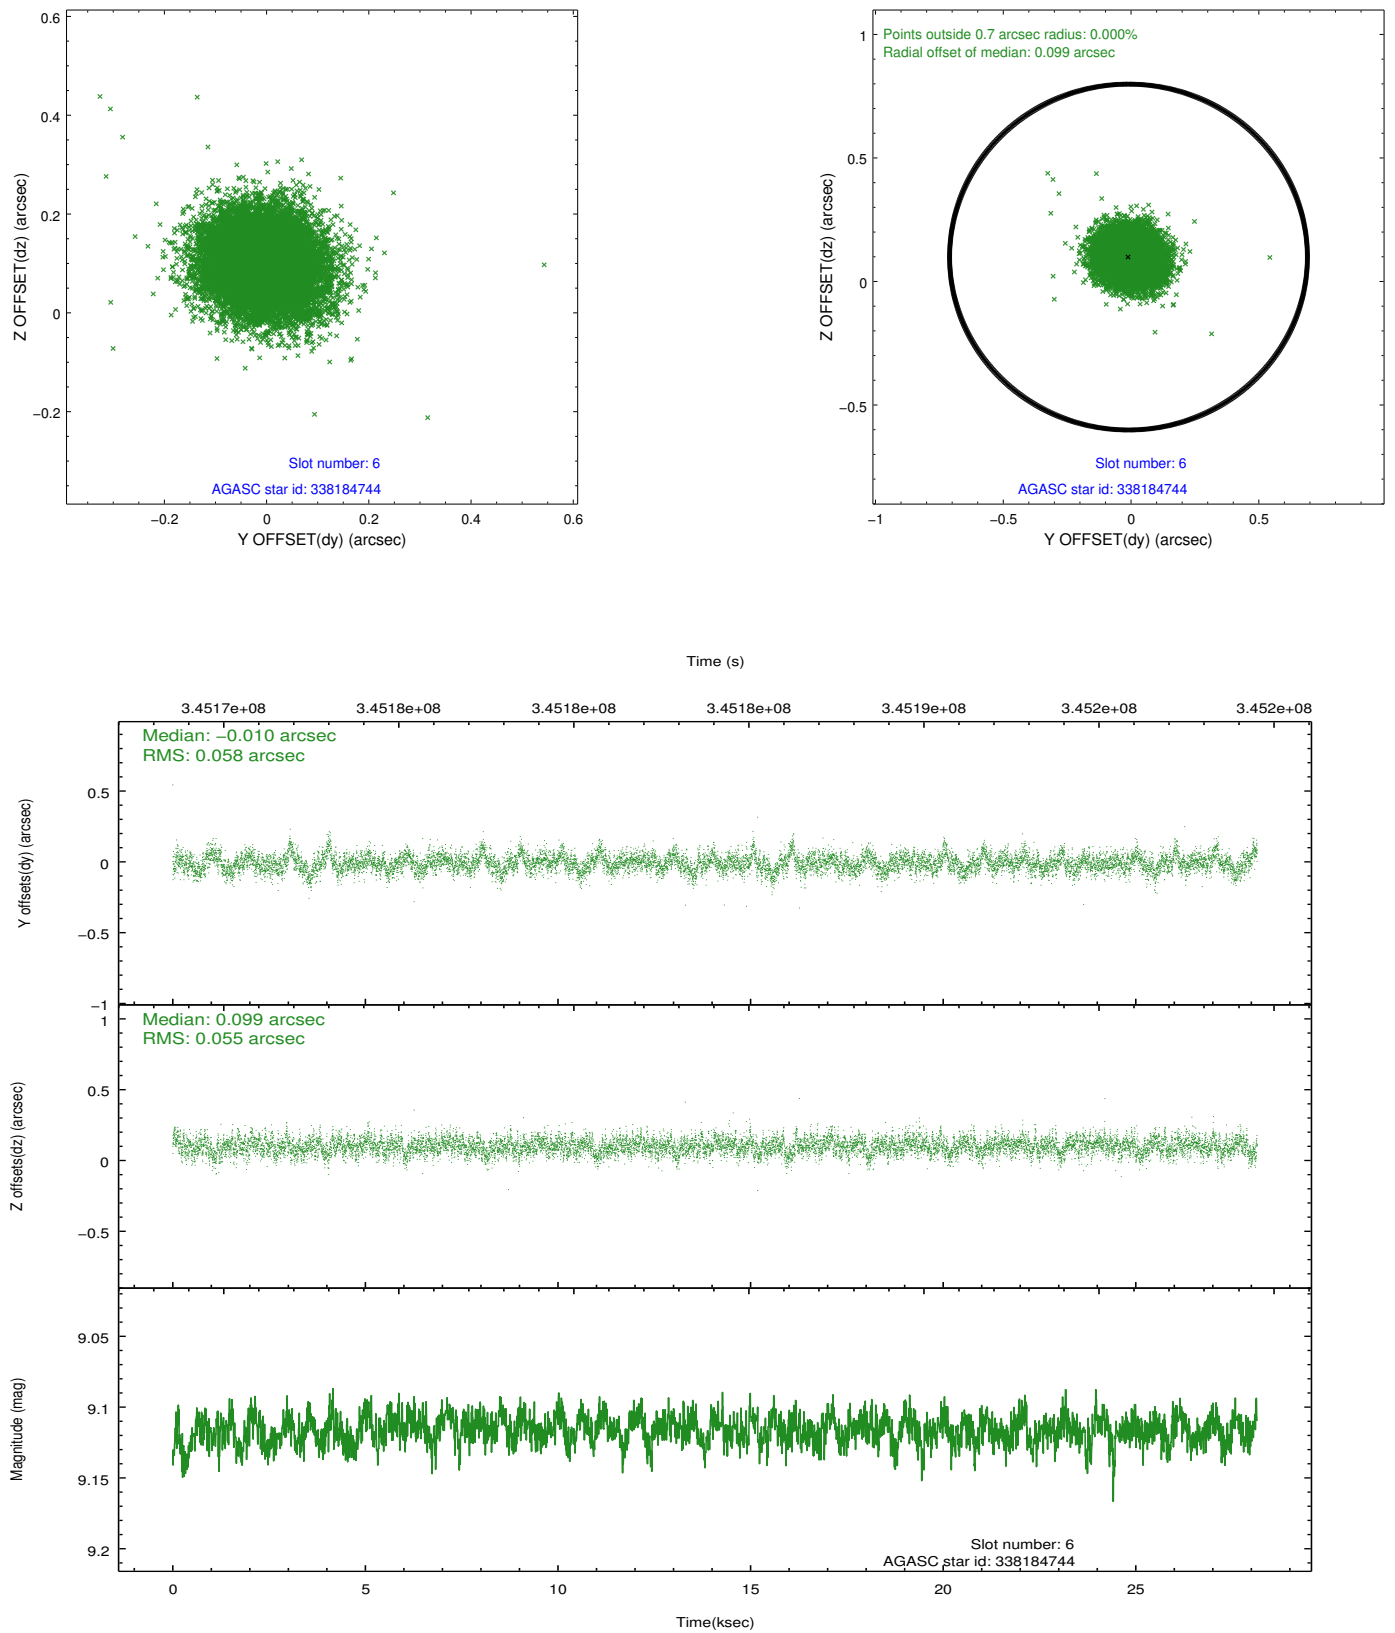 0.6
0.4
0.2
0
−0.2
−0.2
0
0.2
0.4
0.6
Z OFFSET(dz) (arcsec)
Y OFFSET(dy) (arcsec)
Slot number: 6
AGASC star id: 338184744
Points outside 0.7 arcsec radius: 0.000%
Radial offset of median: 0.099 arcsec
1
0.5
0
−0.5
−1
−0.5
0
0.5
Z OFFSET(dz) (arcsec)
Y OFFSET(dy) (arcsec)
Slot number: 6
AGASC star id: 338184744
Time (s)
3.4517e+08
3.4518e+08
3.4518e+08
3.4518e+08
3.4519e+08
3.452e+08
3.452e+08
Median: −0.010 arcsec
RMS: 0.058 arcsec
0.5
0
−0.5
−1
Y offsets(dy) (arcsec)
Median: 0.099 arcsec
RMS: 0.055 arcsec
1
0.5
0
−0.5
Z offsets(dz) (arcsec)
9.05
9.1
9.15
9.2
Magnitude (mag)
Slot number: 6
AGASC star id: 338184744
0
5
10
15
20
25
Time(ksec)